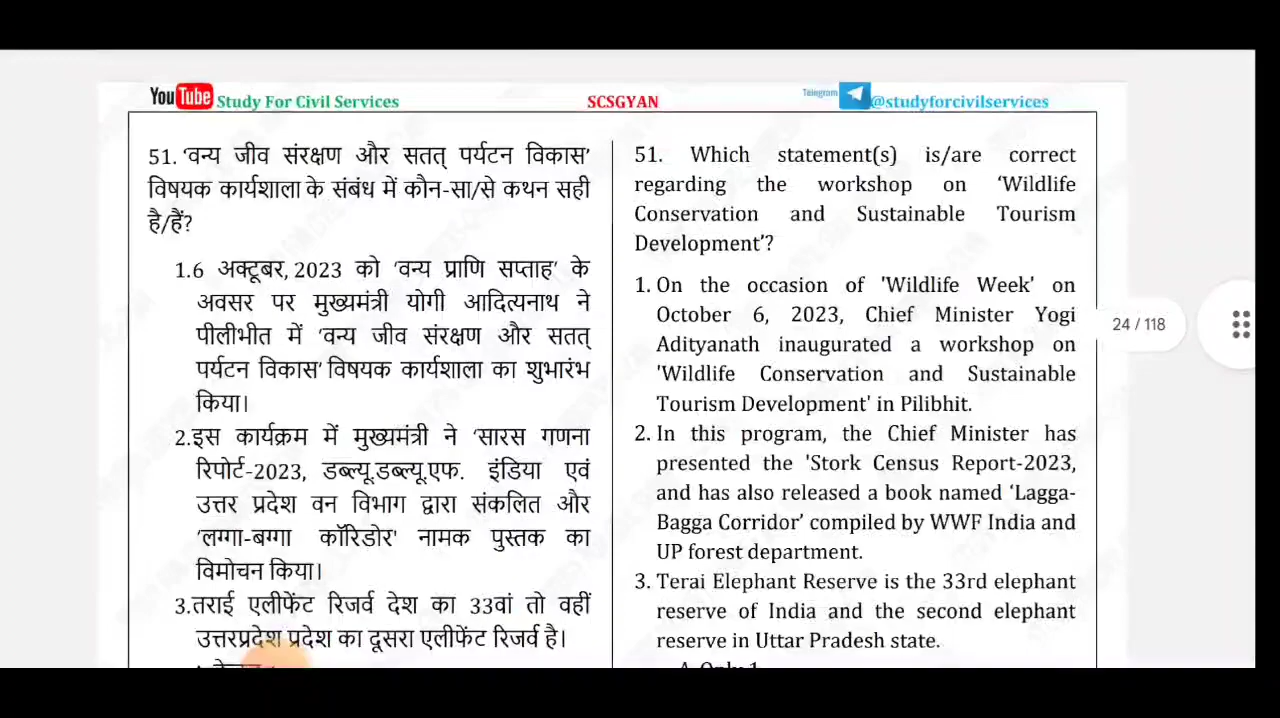 YouTube Study For Civil Services
SCSGYAN
Telegram @studyforcivilservices
51. 'वन्य जीव संरक्षण और सतत् पर्यटन विकास'
विषयक कार्यशाला के संबंध में कौन-सा/से कथन सही
है/हैं?
1.6 अक्टूबर, 2023 को 'वन्य प्राणि सप्ताह' के
अवसर पर मुख्यमंत्री योगी आदित्यनाथ ने
पीलीभीत में 'वन्य जीव संरक्षण और सतत्
पर्यटन विकास' विषयक कार्यशाला का शुभारंभ
किया।
2.इस कार्यक्रम में मुख्यमंत्री ने 'सारस गणना
रिपोर्ट-2023, डब्ल्यू.डब्ल्यू.एफ. इंडिया एवं
उत्तर प्रदेश वन विभाग द्वारा संकलित और
'लग्गा-बग्गा कॉरिडोर' नामक पुस्तक का
विमोचन किया।
3.तराई एलीफेंट रिजर्व देश का 33वां तो वहीं
उत्तरप्रदेश प्रदेश का दूसरा एलीफेंट रिजर्व है।
51. Which statement(s) is/are correct
regarding the workshop on 'Wildlife
Conservation and Sustainable Tourism
Development'?
1. On the occasion of 'Wildlife Week' on
October 6, 2023, Chief Minister Yogi
Adityanath inaugurated a workshop on
'Wildlife Conservation and Sustainable
Tourism Development' in Pilibhit.
2. In this program, the Chief Minister has
presented the 'Stork Census Report-2023,
and has also released a book named 'Lagga-
Bagga Corridor' compiled by WWF India and
UP forest department.
3. Terai Elephant Reserve is the 33rd elephant
reserve of India and the second elephant
reserve in Uttar Pradesh state.
A. Only 1
24 / 118